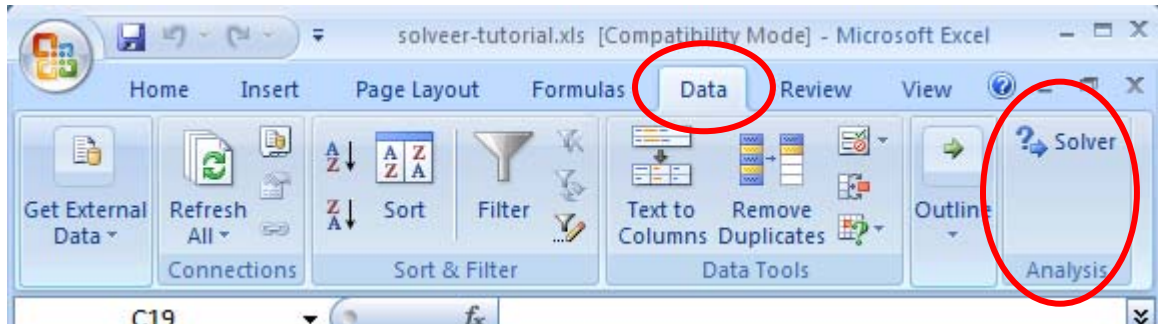 solveer-tutorial.xls [Compatibility Mode] - Microsoft Excel
Home Insert Page Layout Formulas Data Review View
Get External Data
Refresh All
Connections
A Z
Z A
A Z Z A
Sort
Filter
Sort & Filter
Text to Columns
Remove Duplicates
Data Tools
Outline
Solver
Analysis
C19
fx